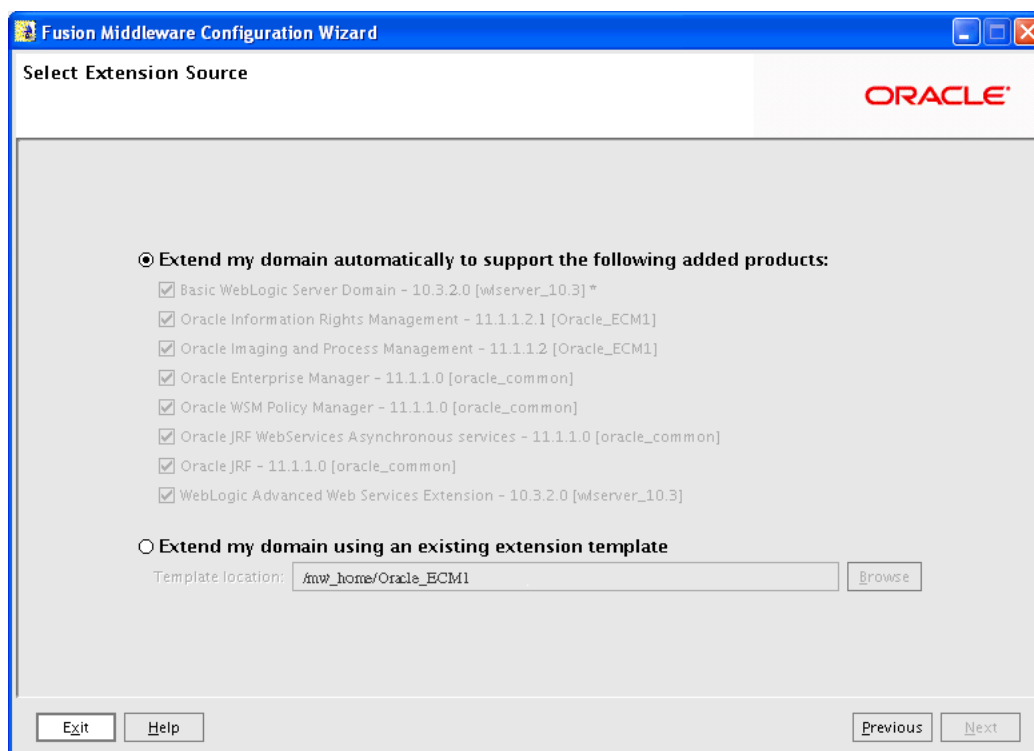 Fusion Middleware Configuration Wizard
Select Extension Source
ORACLE
Extend my domain automatically to support the following added products:
Basic WebLogic Server Domain - 10.3.2.0 [wlserver_10.3] *
Oracle Information Rights Management - 11.1.1.2.1 [Oracle_ECM1]
Oracle Imaging and Process Management - 11.1.1.2 [Oracle_ECM1]
Oracle Enterprise Manager - 11.1.1.0 [oracle_common]
Oracle WSM Policy Manager - 11.1.1.0 [oracle_common]
Oracle JRF WebServices Asynchronous services - 11.1.1.0 [oracle_common]
Oracle JRF - 11.1.1.0 [oracle_common]
WebLogic Advanced Web Services Extension - 10.3.2.0 [wlserver_10.3]
Extend my domain using an existing extension template
Template location: /mw_home/Oracle_ECM1 Browse
Exit Help Previous Next